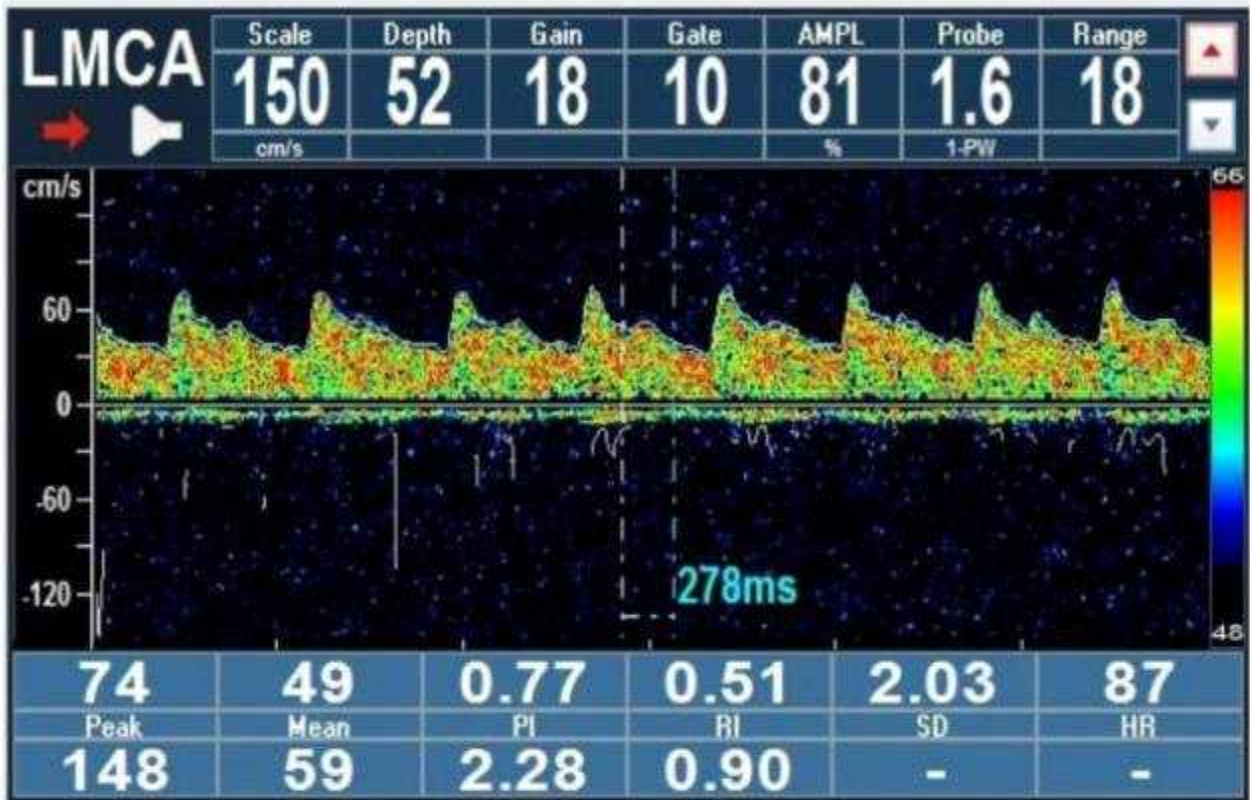 LMCA
Scale Depth Gain Gate AMPL Probe Range
150 52 18 10 81 1.6 18
cm/s % 1-PW
66
cm/s
60
0
-60
-120
278ms
48
74 49 0.77 0.51 2.03 87
Peak Mean PI RI SD HR
148 59 2.28 0.90 - -